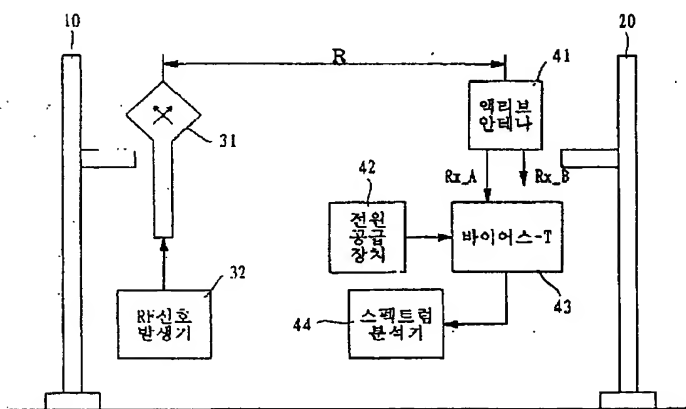 10
20
R
41
액티브
안테나
31
Rx_A
Rx_B
42
전원
공급
장치
바이어스-T
43
32
RF신호
발생기
44
스펙트럼
분석기